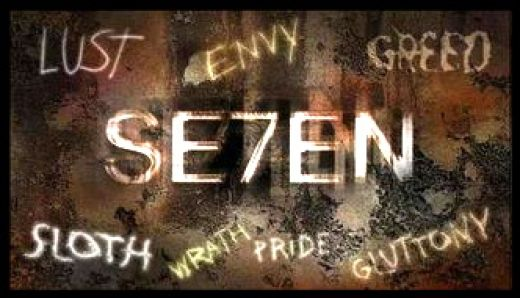 LUST ENVY GREED
SE7EN
SLOTH WRATH PRIDE GLUTTONY